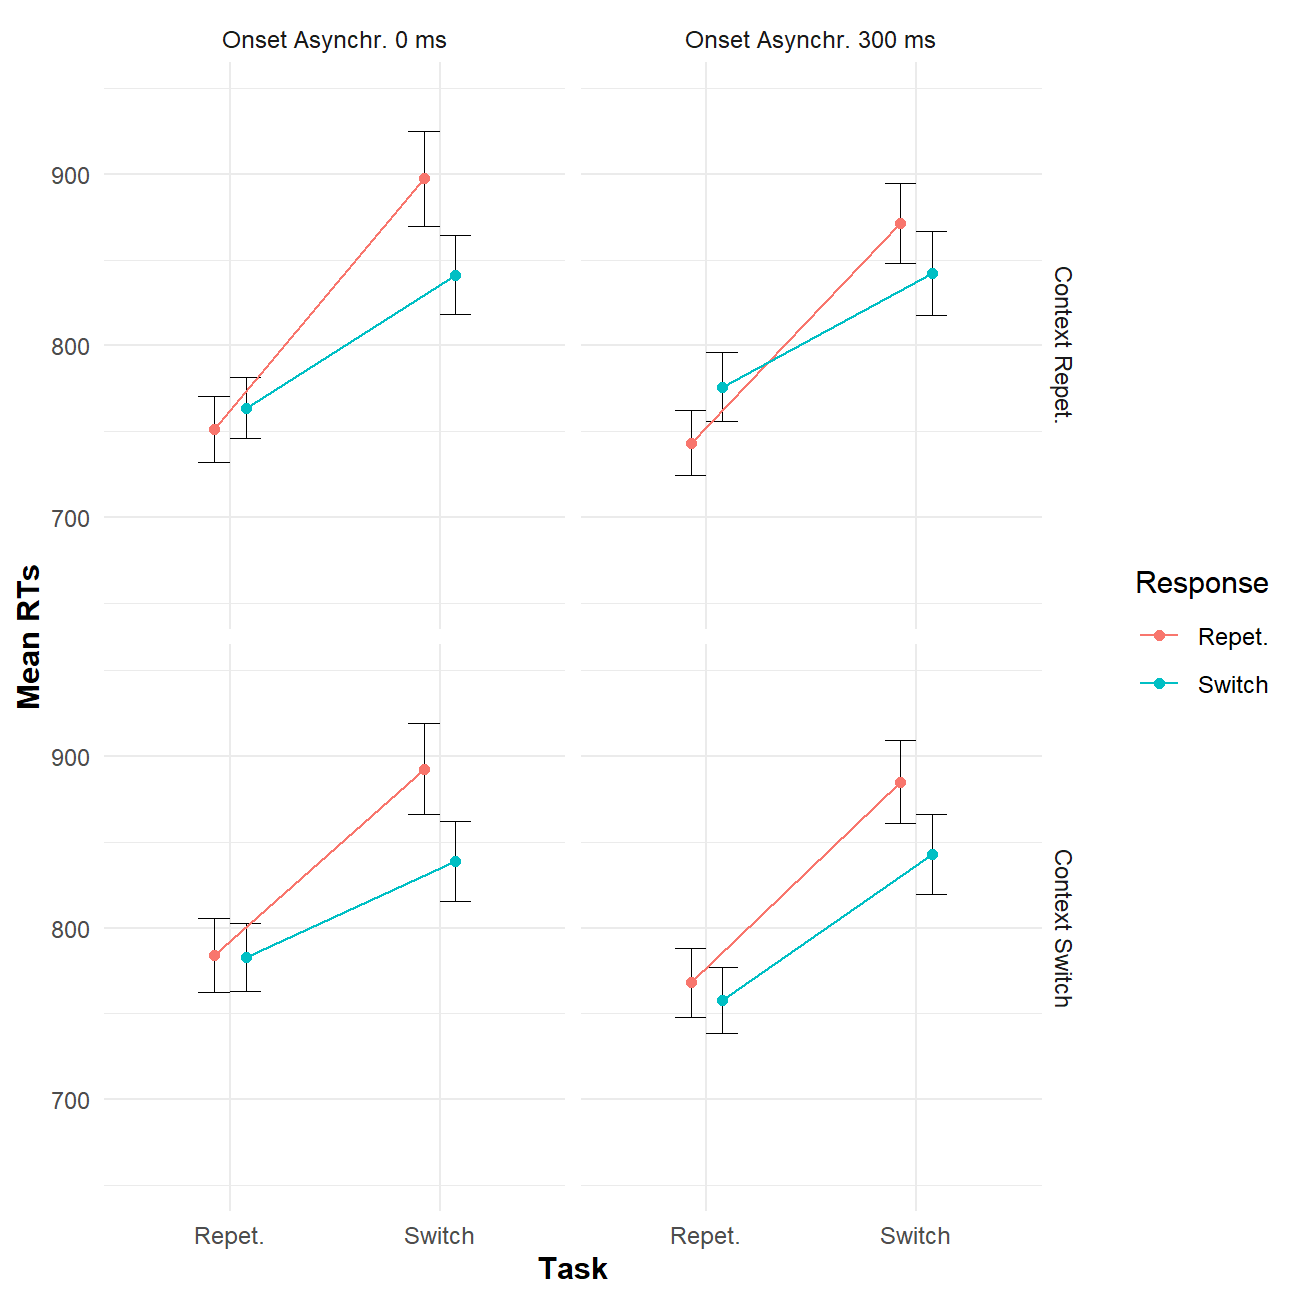 Onset Asynchr. 0 ms
Onset Asynchr. 300 ms
900
800
700
Context Repet.
Mean RTs
Response
Repet.
Switch
900
800
700
Context Switch
Repet.
Switch
Repet.
Switch
Task